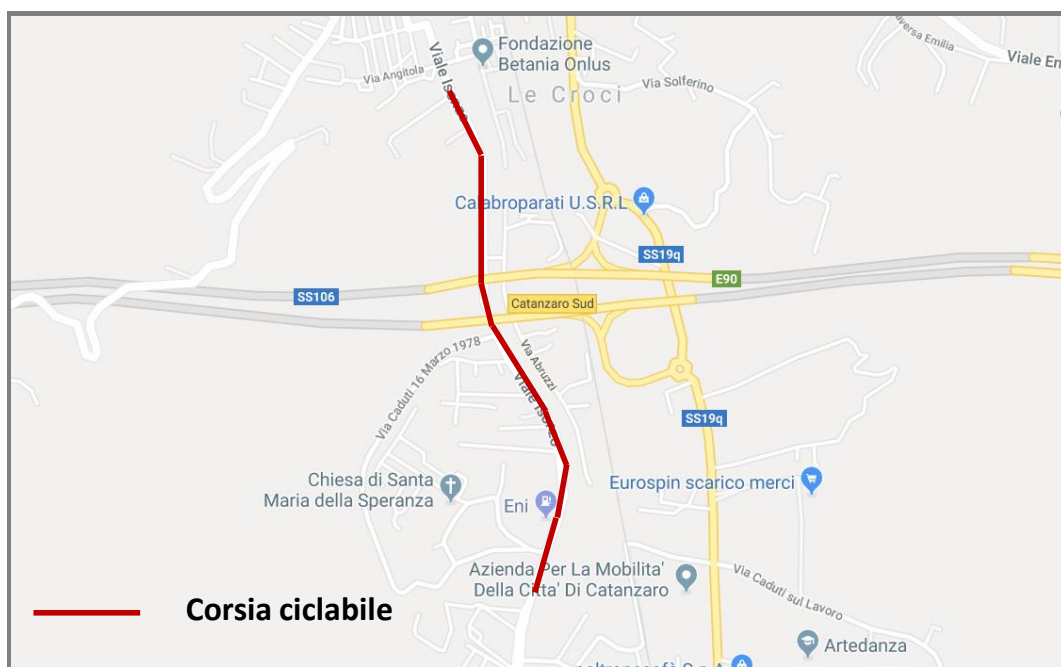 Viale Isonzo
Fondazione
Betania Onlus
Via Angitola
Le Croci
Via Solferino
Emilia
Viale
Calabroparati U.S.R.L
SS19q
E90
SS106
Catanzaro Sud
Via Caduti 16 Marzo 1978
Via Abruzzi
Viale Isonzo
SS19q
Chiesa di Santa
Maria della Speranza
Eni
Eurospin scarico merci
Azienda Per La Mobilita'
Della Citta' Di Catanzaro
Via Caduti sul Lavoro
Corsia ciclabile
Artedanza